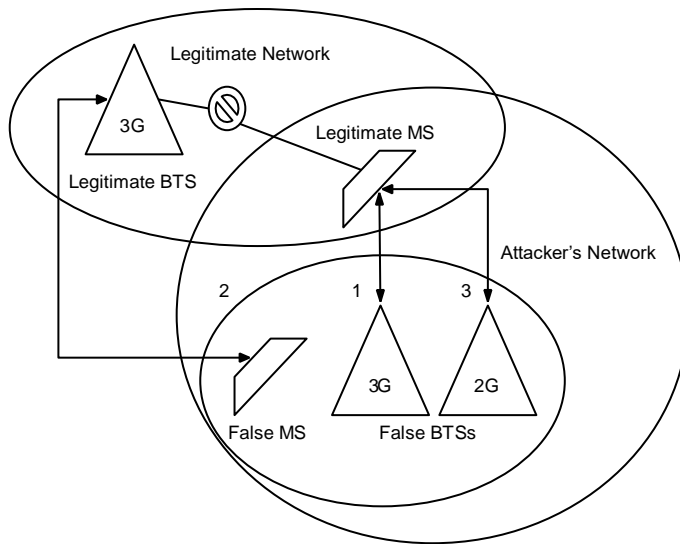 Legitimate Network
3G
Legitimate MS
Legitimate BTS
Attacker’s Network
2
1
3
3G
2G
False MS
False BTSs